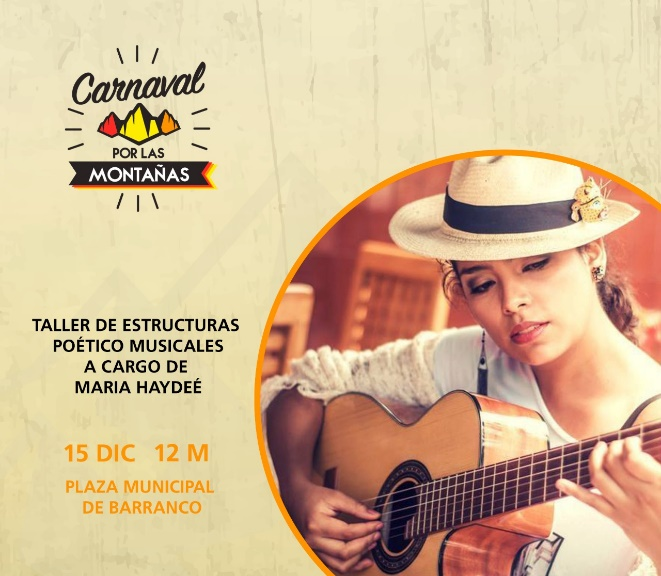 Carnaval
POR LAS
MONTAÑAS
TALLER DE ESTRUCTURAS
POÉTICO MUSICALES
A CARGO DE
MARIA HAYDEÉ
15 DIC 12 M
PLAZA MUNICIPAL
DE BARRANCO